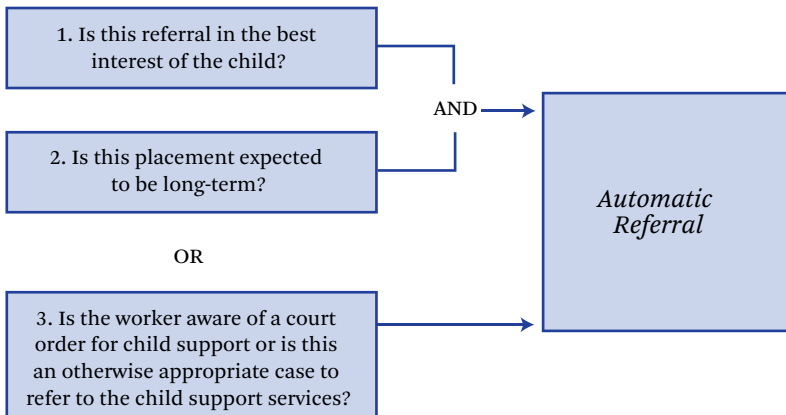 1. Is this referral in the best
interest of the child?
AND
2. Is this placement expected
to be long-term?
Automatic
Referral
OR
3. Is the worker aware of a court
order for child support or is this
an otherwise appropriate case to
refer to the child support services?